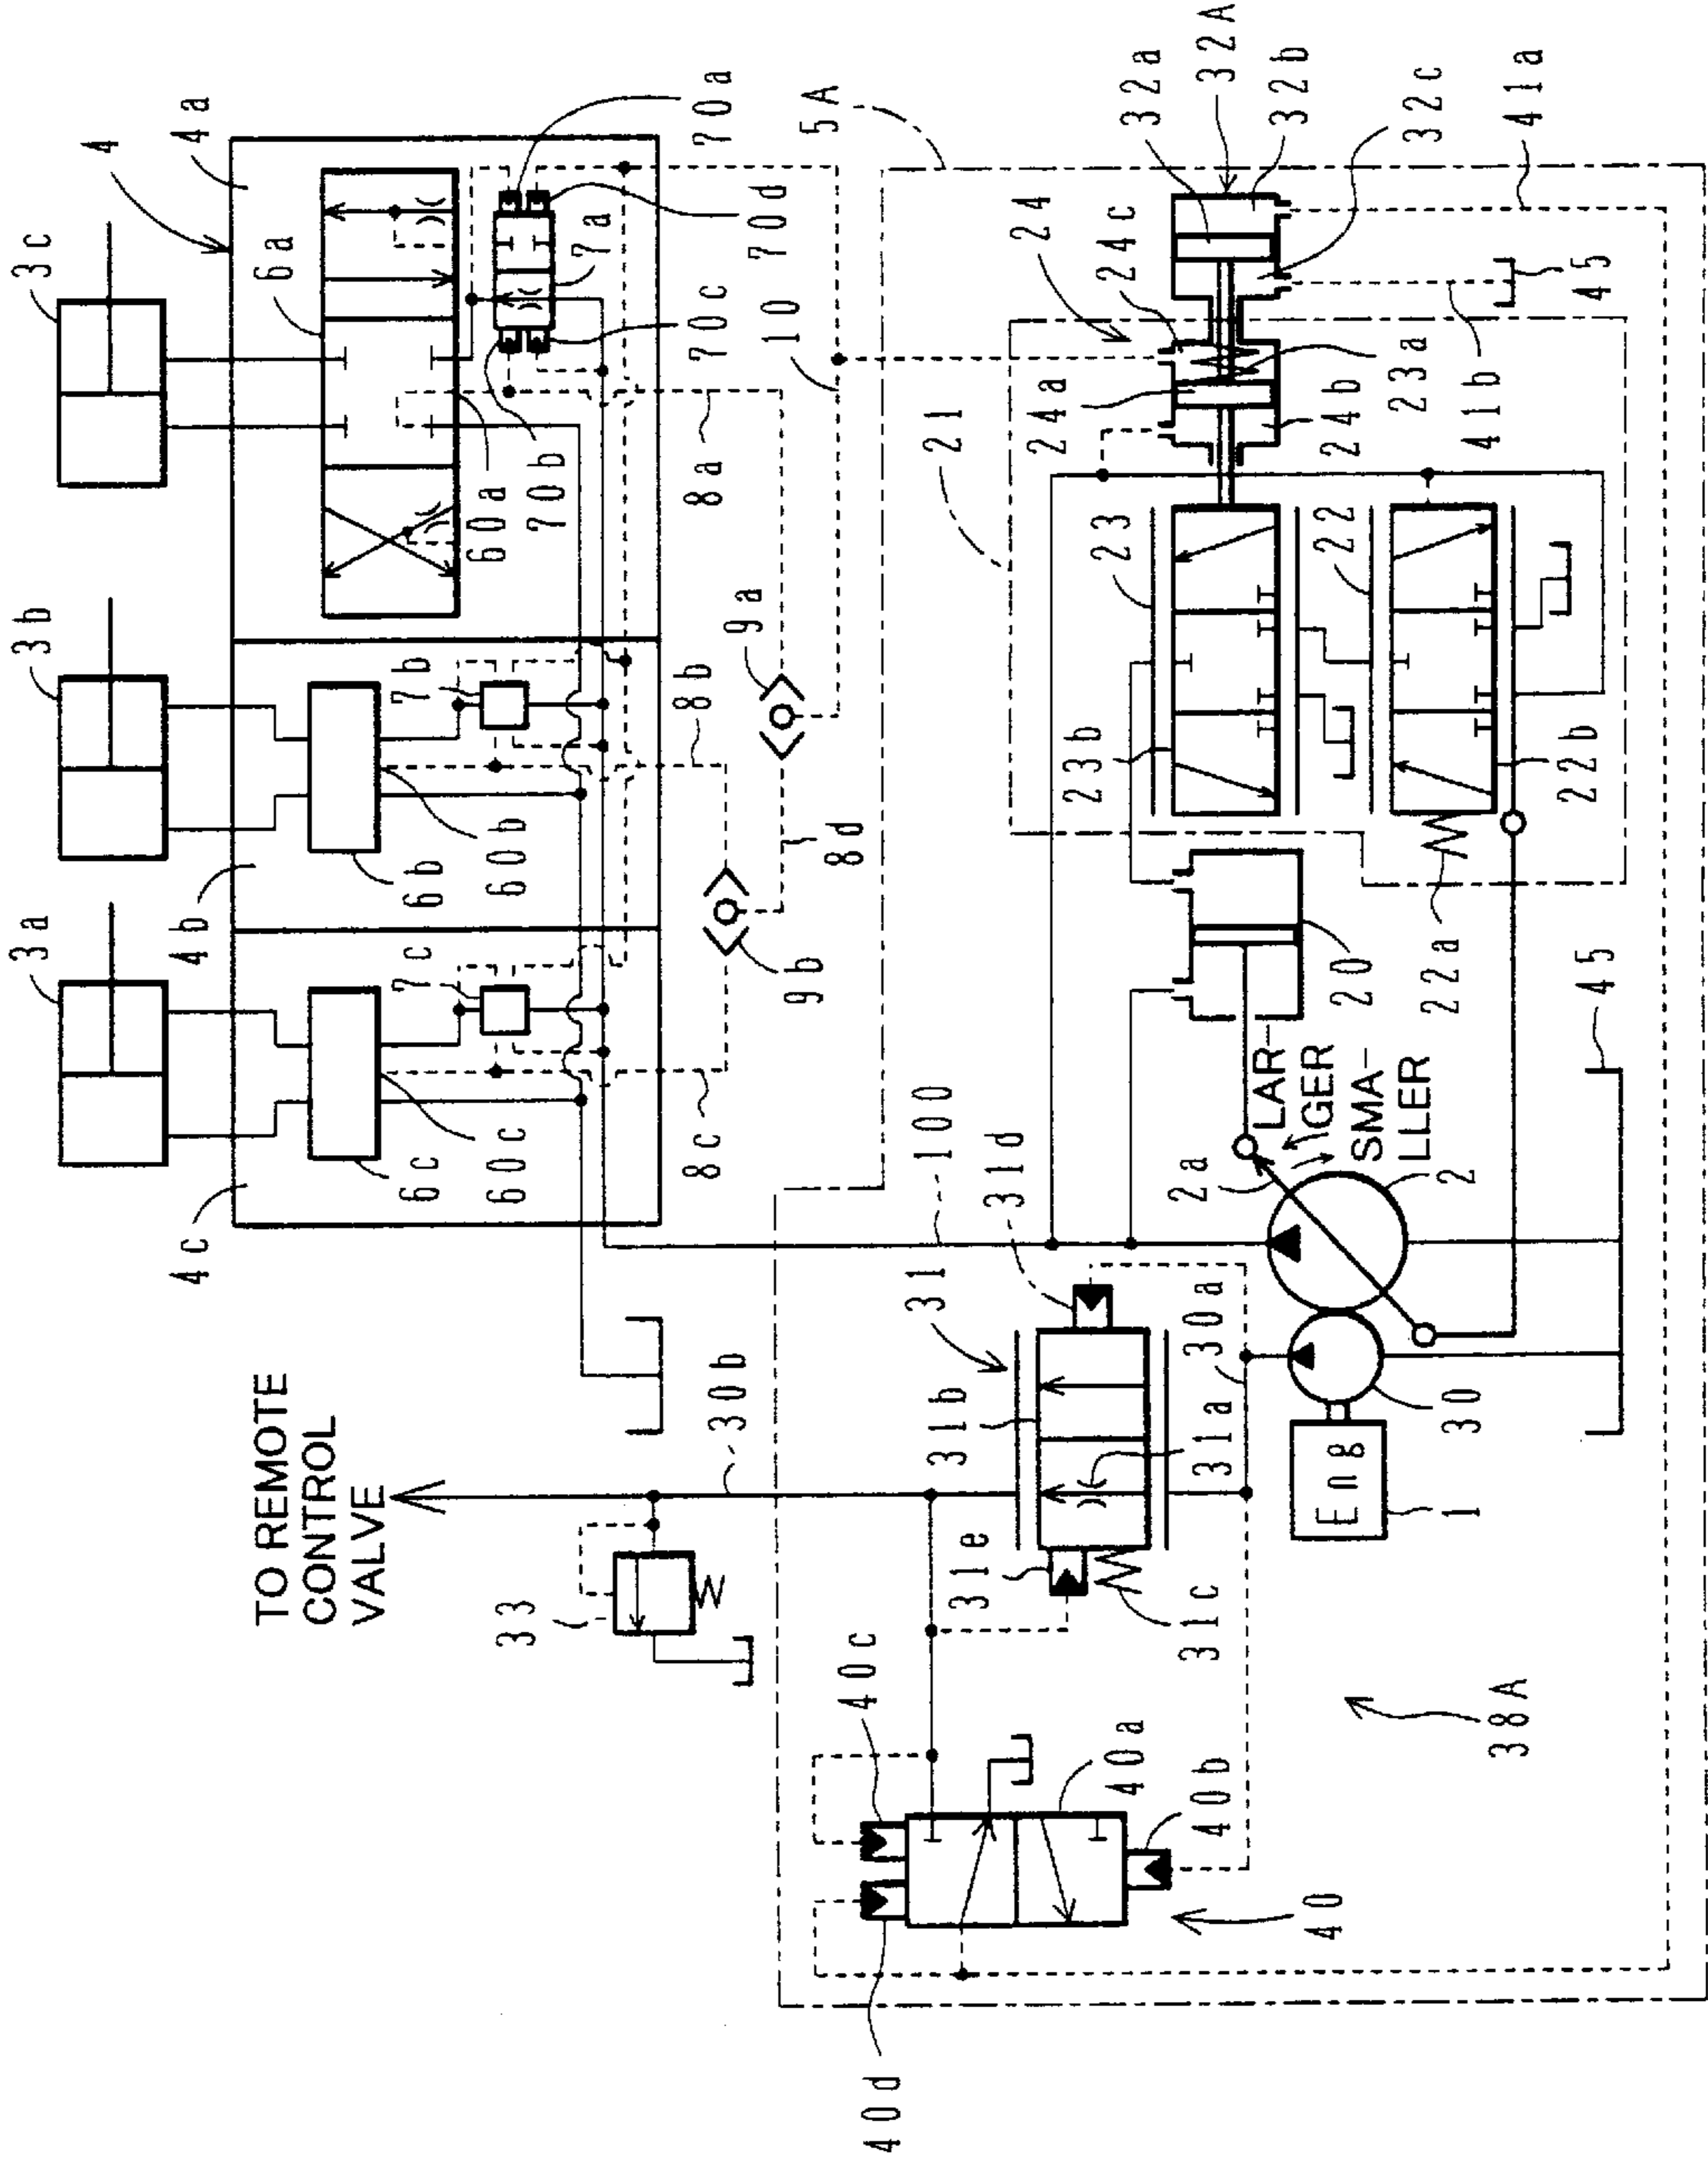 3a
3b
3c
4
4c
4b
4a
6c
6b
6a
7c
7b
60c
60b
60a
70b
70a
7a
70d
70c
8c
8b
8a
10
9b
9a
8d
5A
TO REMOTE
CONTROL
VALVE
33
30b
100
40d
40c
40a
40b
40
31e
31b
31
31d
31c
31a
30a
38A
Eng
1
30
2a
2
LAR-
GER
SMA-
LLER
45
20
22a
21
23
23b
22
22b
24
24c
24a
24b
23a
32a
32A
32b
32c
41b
45
41a